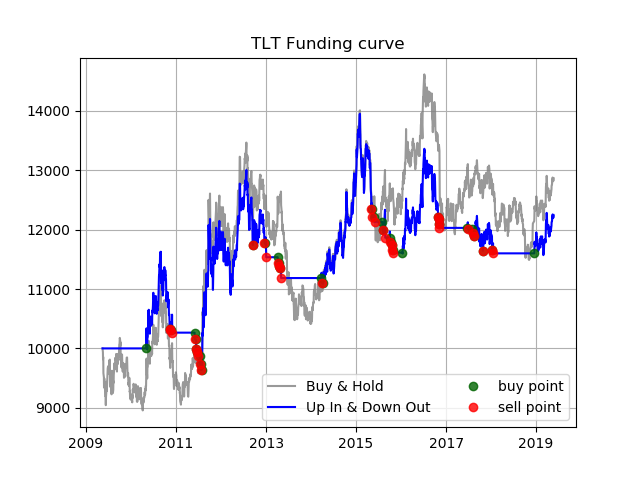 TLT Funding curve
14000
13000
12000
11000
10000
9000
2009
2011
2013
2015
2017
2019
Buy & Hold
Up In & Down Out
buy point
sell point